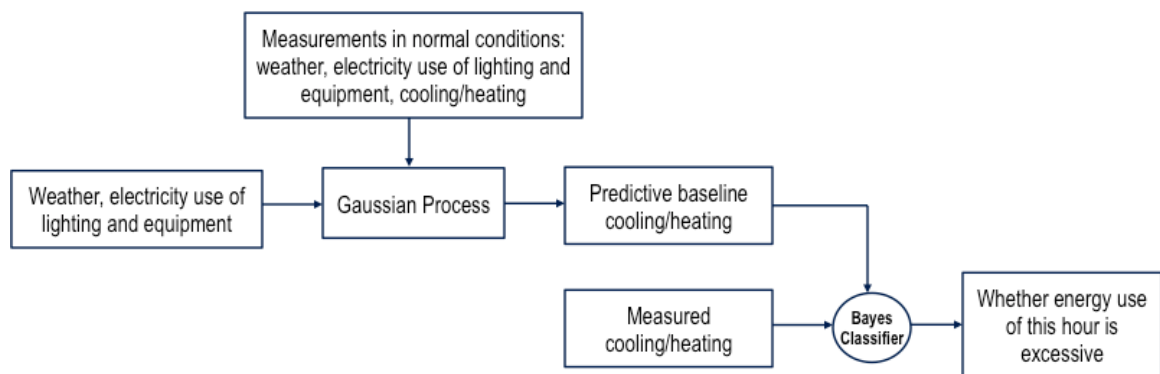 Measurements in normal conditions:
weather, electricity use of lighting and
equipment, cooling/heating
Weather, electricity use of
lighting and equipment
Gaussian Process
Predictive baseline
cooling/heating
Measured
cooling/heating
Bayes
Classifier
Whether energy use
of this hour is
excessive